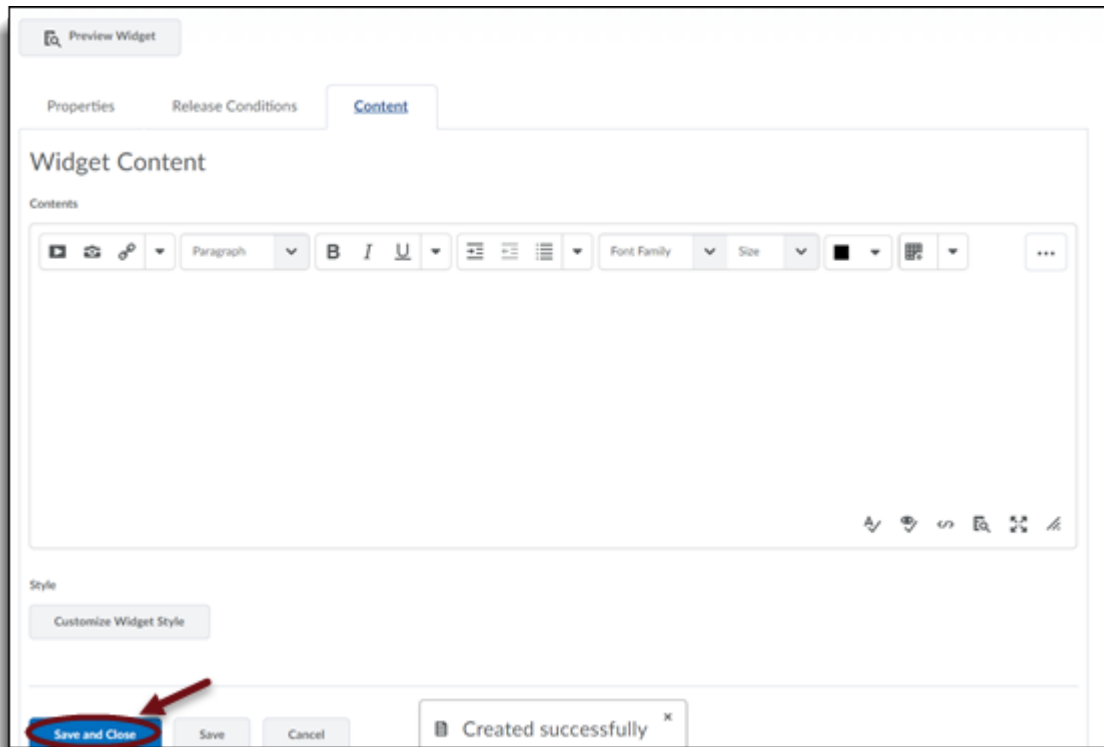 Preview Widget
Properties Release Conditions Content
Widget Content
Contents
Paragraph B I U Font Family Size ...
Style
Customize Widget Style
Save and Close Save Cancel Created successfully ×